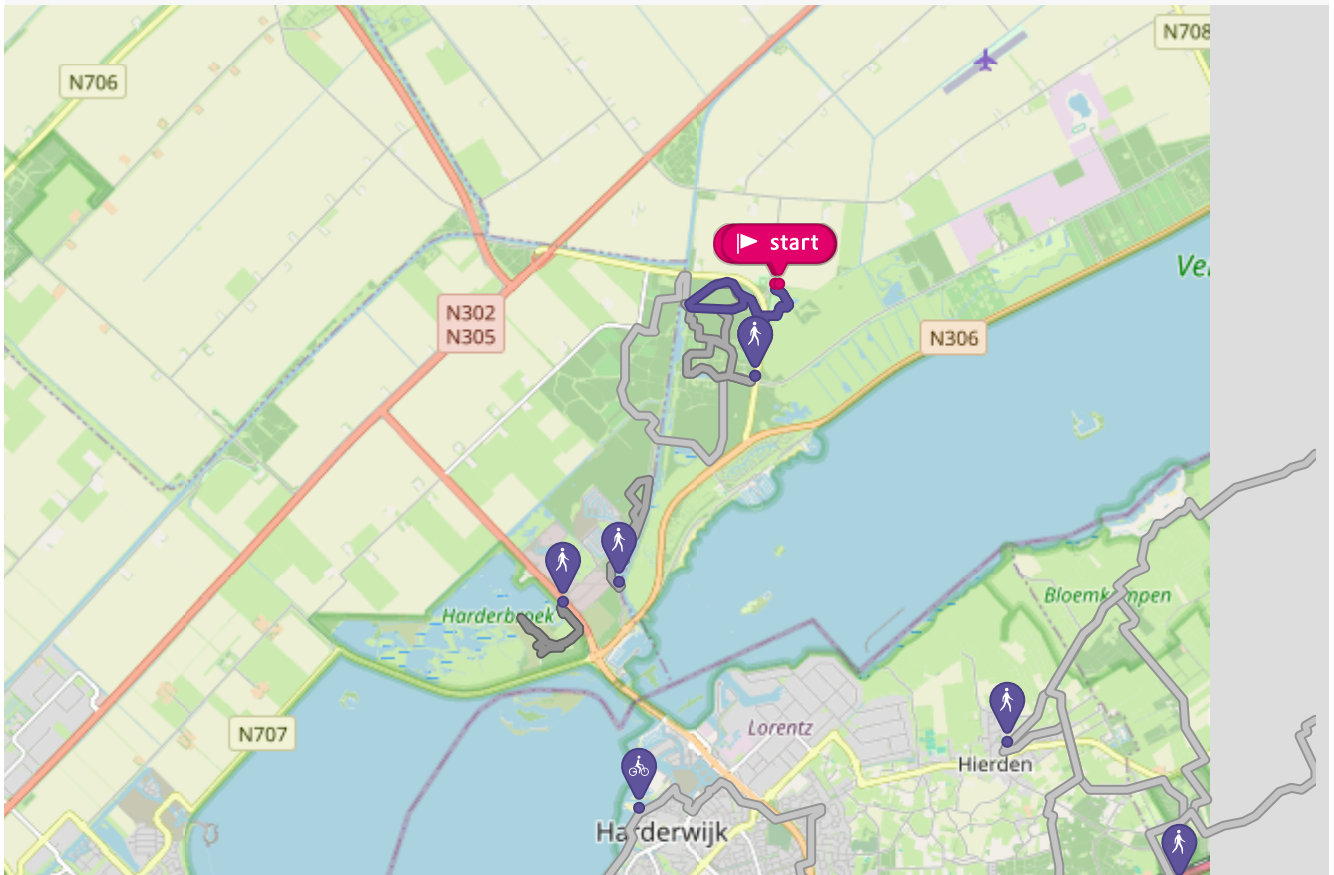 N708
N706
start
Ve
N302
N305
N306
Harderbroek
Bloemkampen
N707
Lorentz
Hierden
Harderwijk